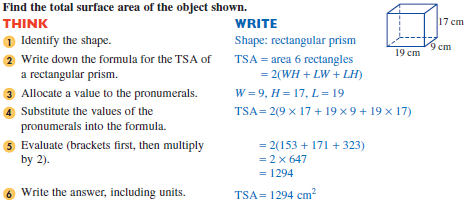 Find the total surface area of the object shown.
THINK
WRITE
17 cm
9 cm
19 cm
1 Identify the shape.
Shape: rectangular prism
2 Write down the formula for the TSA of
a rectangular prism.
TSA = area 6 rectangles
= 2(WH + LW + LH)
3 Allocate a value to the pronumerals.
W = 9, H = 17, L = 19
4 Substitute the values of the
pronumerals into the formula.
TSA = 2(9 × 17 + 19 × 9 + 19 × 17)
5 Evaluate (brackets first, then multiply
by 2).
= 2(153 + 171 + 323)
= 2 × 647
= 1294
6 Write the answer, including units.
TSA = 1294 cm²